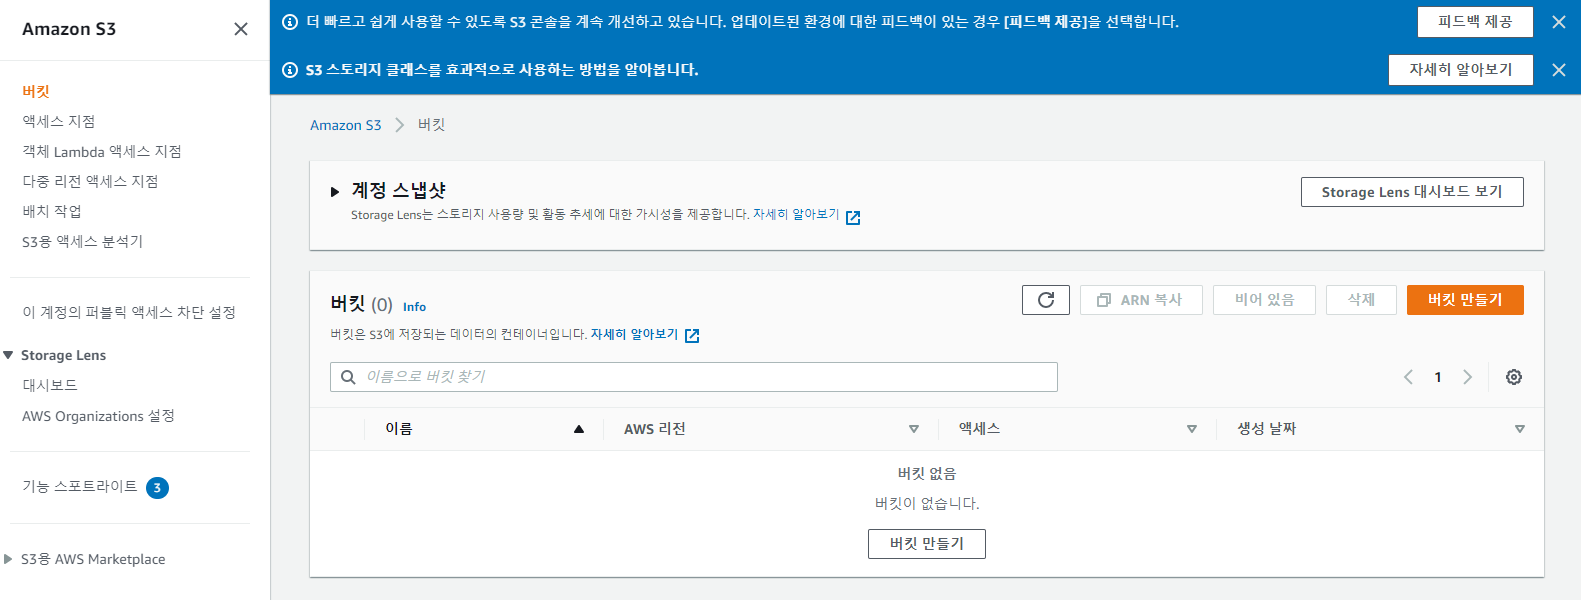 Amazon S3
버킷
액세스 지점
객체 Lambda 액세스 지점
다중 리전 액세스 지점
배치 작업
S3용 액세스 분석기
이 계정의 퍼블릭 액세스 차단 설정
Storage Lens
대시보드
AWS Organizations 설정
기능 스포트라이트 3
S3용 AWS Marketplace
더 빠르고 쉽게 사용할 수 있도록 S3 콘솔을 계속 개선하고 있습니다. 업데이트된 환경에 대한 피드백이 있는 경우 [피드백 제공]을 선택합니다. 피드백 제공
S3 스토리지 클래스를 효과적으로 사용하는 방법을 알아봅니다. 자세히 알아보기
Amazon S3 버킷
계정 스냅샷 Storage Lens 대시보드 보기
Storage Lens는 스토리지 사용량 및 활동 추세에 대한 가시성을 제공합니다. 자세히 알아보기
버킷 (0) Info ARN 복사 비어 있음 삭제 버킷 만들기
버킷은 S3에 저장되는 데이터의 컨테이너입니다. 자세히 알아보기
이름으로 버킷 찾기 1
이름 AWS 리전 액세스 생성 날짜
버킷 없음
버킷이 없습니다.
버킷 만들기